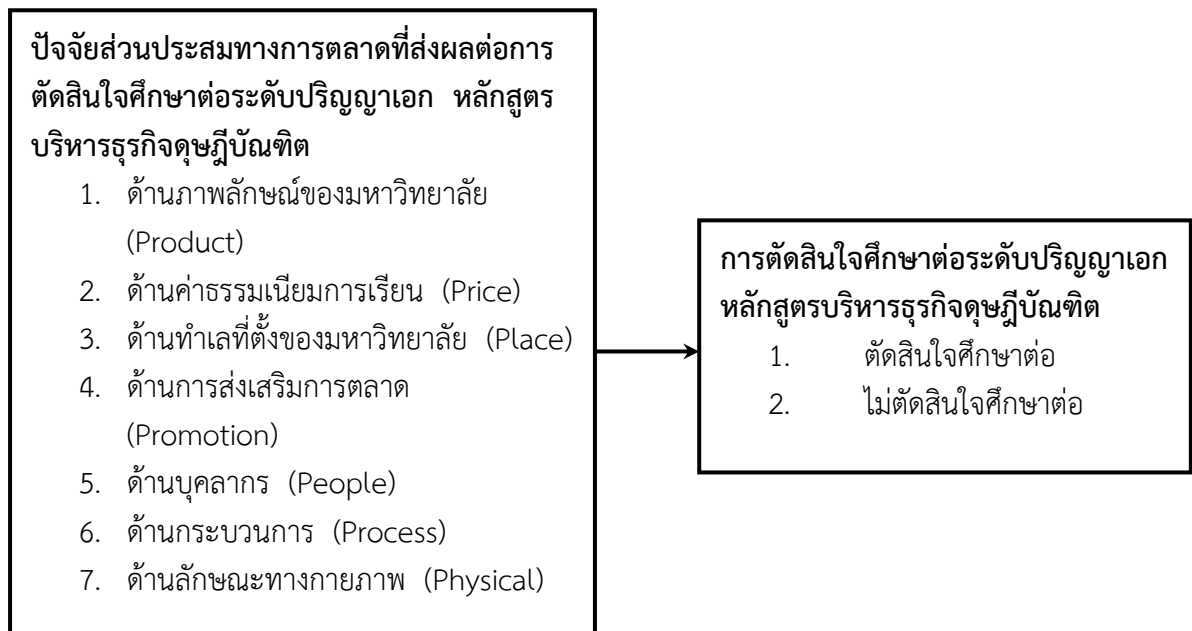 ปัจจัยส่วนประสมทางการตลาดที่ส่งผลต่อการ
ตัดสินใจศึกษาต่อระดับปริญญาเอก หลักสูตร
บริหารธุรกิจดุษฎีบัณฑิต
1. ด้านภาพลักษณ์ของมหาวิทยาลัย
(Product)
2. ด้านค่าธรรมเนียมการเรียน (Price)
3. ด้านทำเลที่ตั้งของมหาวิทยาลัย (Place)
4. ด้านการส่งเสริมการตลาด
(Promotion)
5. ด้านบุคลากร (People)
6. ด้านกระบวนการ (Process)
7. ด้านลักษณะทางกายภาพ (Physical)
การตัดสินใจศึกษาต่อระดับปริญญาเอก
หลักสูตรบริหารธุรกิจดุษฎีบัณฑิต
1. ตัดสินใจศึกษาต่อ
2. ไม่ตัดสินใจศึกษาต่อ